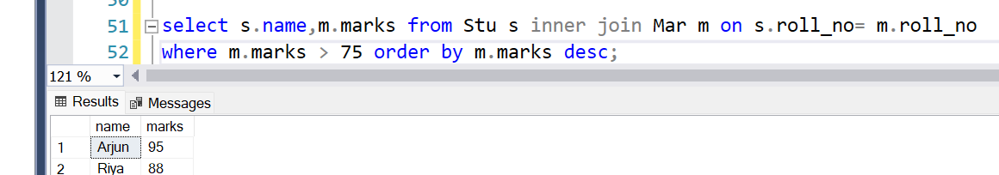 51 select s.name,m.marks from Stu s inner join Mar m on s.roll_no= m.roll_no
52 where m.marks > 75 order by m.marks desc;
121 %
Results Messages
name marks
1 Arjun 95
2 Riya 88